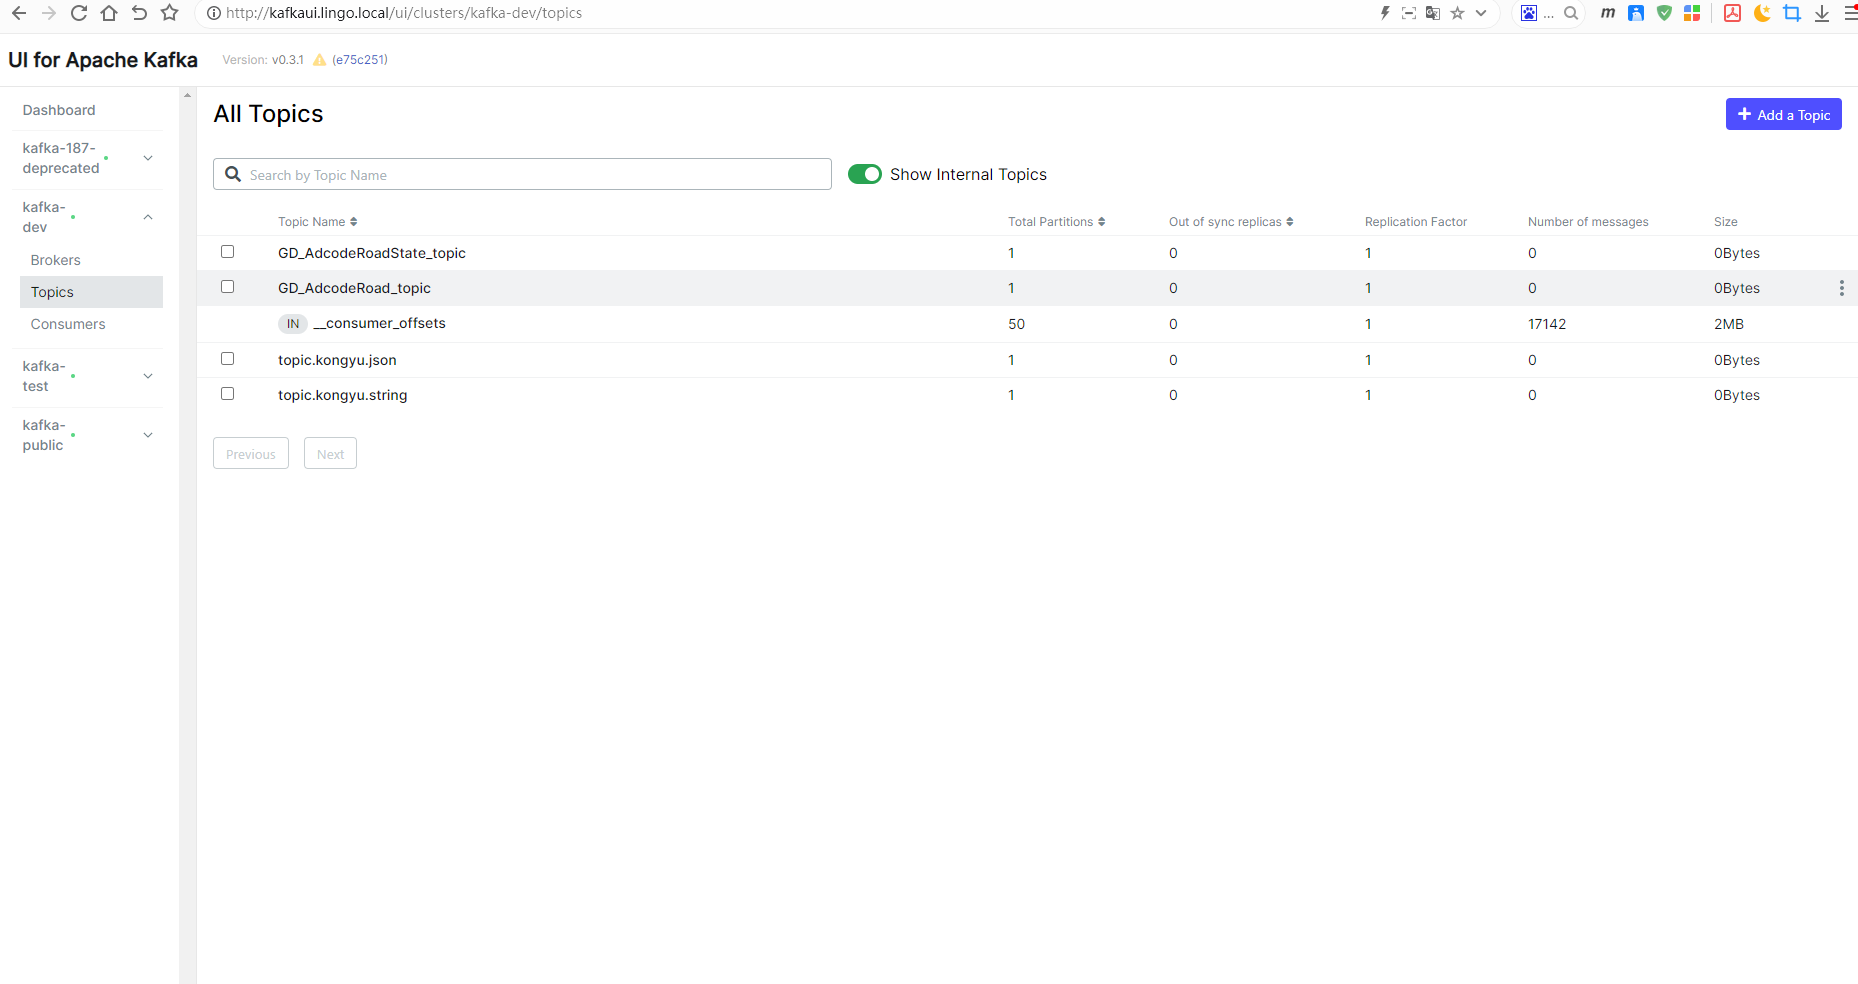 http://kafkaui.lingo.local/ui/clusters/kafka-dev/topics
...
m
UI for Apache Kafka Version: v0.3.1 (e75c251)
Dashboard
kafka-187-
deprecated
kafka-
dev
Brokers
Topics
Consumers
kafka-
test
kafka-
public
All Topics
Add a Topic
Search by Topic Name
Show Internal Topics
Topic Name Total Partitions Out of sync replicas Replication Factor Number of messages Size
GD_AdcodeRoadState_topic 1 0 1 0 0Bytes
GD_AdcodeRoad_topic 1 0 1 0 0Bytes
IN __consumer_offsets 50 0 1 17142 2MB
topic.kongyu.json 1 0 1 0 0Bytes
topic.kongyu.string 1 0 1 0 0Bytes
Previous Next